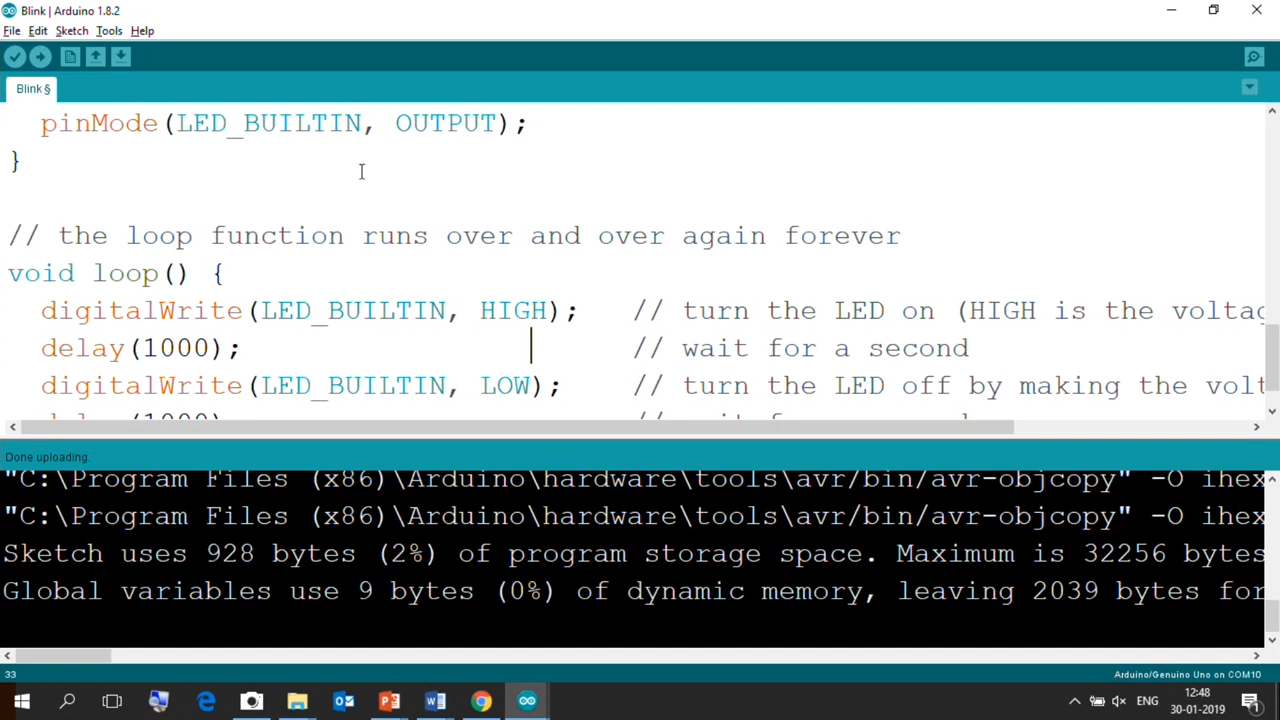 Blink | Arduino 1.8.2
File Edit Sketch Tools Help
Blink §
pinMode(LED_BUILTIN, OUTPUT);
}
// the loop function runs over and over again forever
void loop() {
digitalWrite(LED_BUILTIN, HIGH);    // turn the LED on (HIGH is the voltag
delay(1000);    // wait for a second
digitalWrite(LED_BUILTIN, LOW);    // turn the LED off by making the volt
Done uploading.
"C:\Program Files (x86)\Arduino\hardware\tools\avr/bin/avr-objcopy" -O ihex
"C:\Program Files (x86)\Arduino\hardware\tools\avr/bin/avr-objcopy" -O ihex
Sketch uses 928 bytes (2%) of program storage space. Maximum is 32256 bytes
Global variables use 9 bytes (0%) of dynamic memory, leaving 2039 bytes for
33
Arduino/Genuino Uno on COM10
ENG
12:48
30-01-2019
1